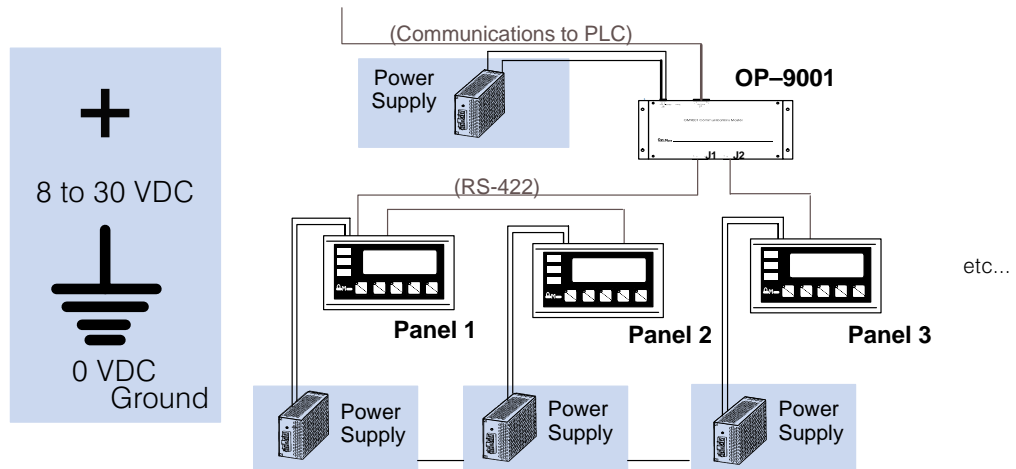 +
8 to 30 VDC
0 VDC
Ground
(Communications to PLC)
Power
Supply
OP–9001
J1 J2
(RS-422)
Panel 1
Panel 2
Panel 3
etc...
Power
Supply
Power
Supply
Power
Supply